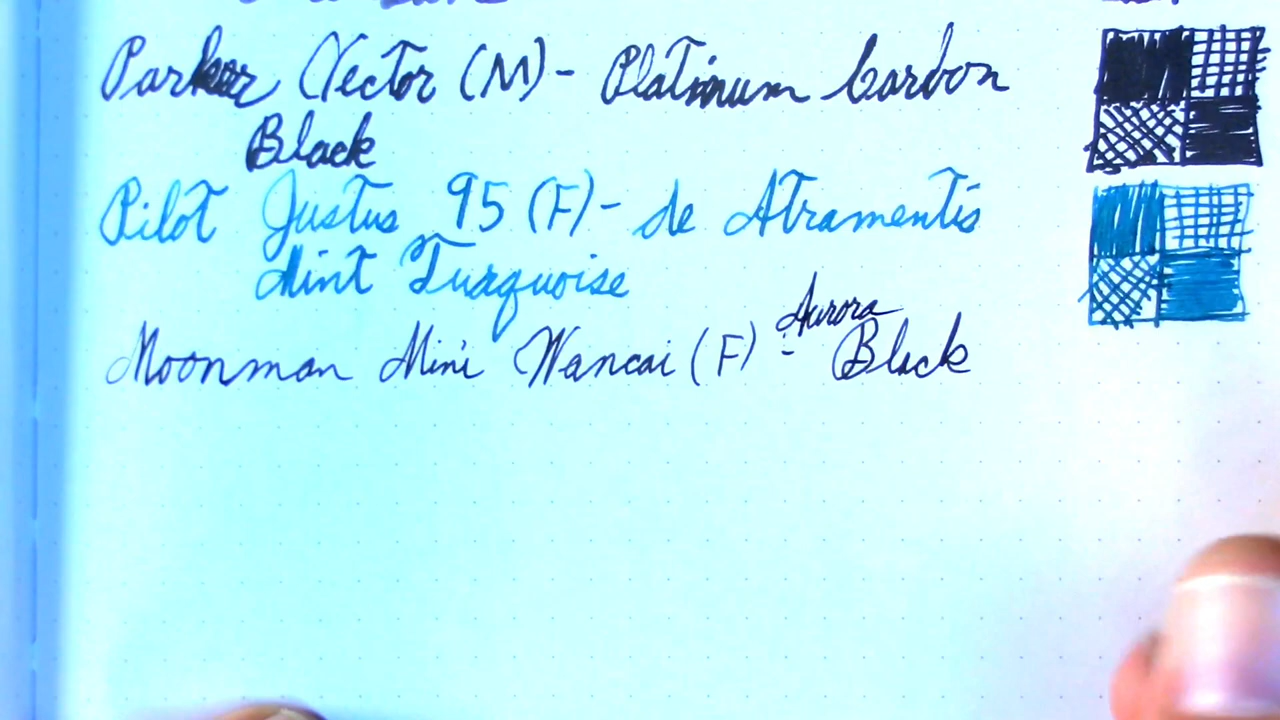 Parker Vector (M) - Platinum Carbon
Black
Pilot Justus 95 (F) - de Atramentis
Mint Turquoise
Moonman Mini Wancai (F) - Aurora Black